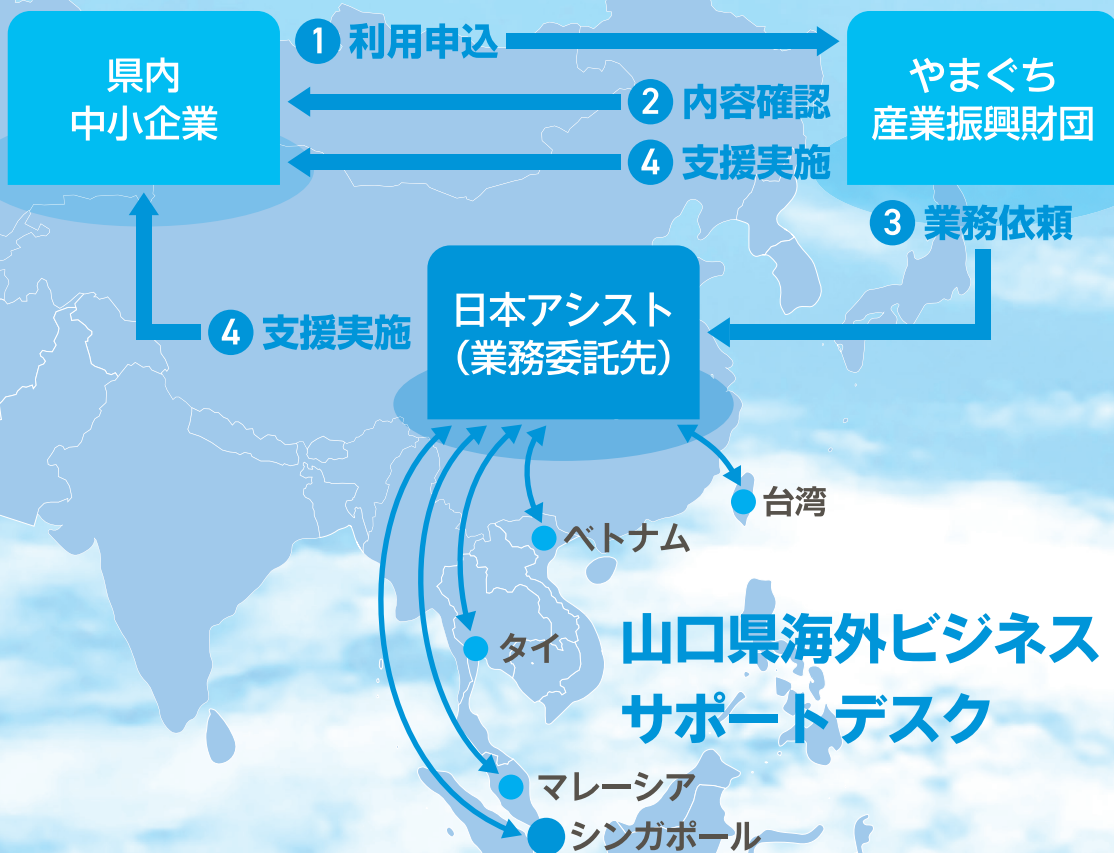 県内
中小企業
1 利用申込
やまぐち
産業振興財団
2 内容確認
4 支援実施
3 業務依頼
日本アシスト
（業務委託先）
4 支援実施
台湾
ベトナム
タイ
山口県海外ビジネス
サポートデスク
マレーシア
シンガポール